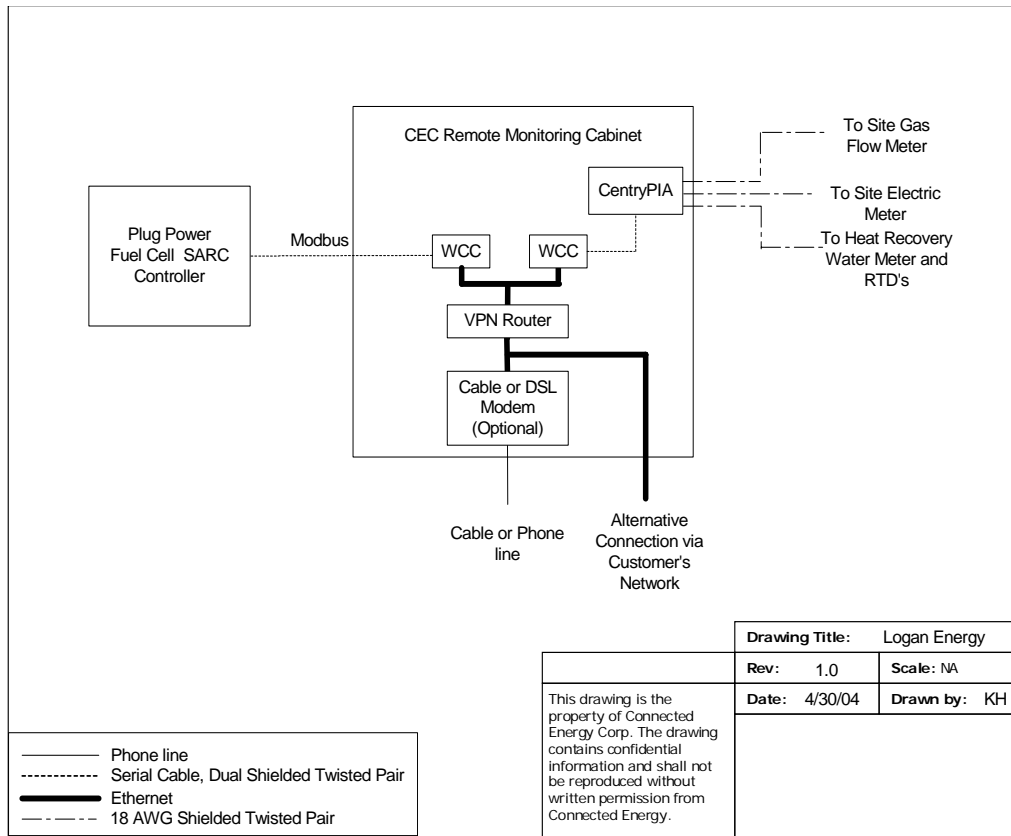 CEC Remote Monitoring Cabinet
To Site Gas
Flow Meter
CentryPIA
To Site Electric
Meter
Plug Power
Fuel Cell SARC
Controller
Modbus
WCC
WCC
To Heat Recovery
Water Meter and
RTD's
VPN Router
Cable or DSL
Modem
(Optional)
Cable or Phone
line
Alternative
Connection via
Customer's
Network
Drawing Title: Logan Energy
Rev: 1.0 Scale: NA
Date: 4/30/04 Drawn by: KH
This drawing is the
property of Connected
Energy Corp. The drawing
contains confidential
information and shall not
be reproduced without
written permission from
Connected Energy.
Phone line
Serial Cable, Dual Shielded Twisted Pair
Ethernet
18 AWG Shielded Twisted Pair